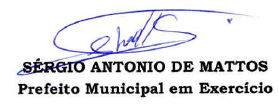 SÉRGIO ANTONIO DE MATTOS
Prefeito Municipal em Exercício